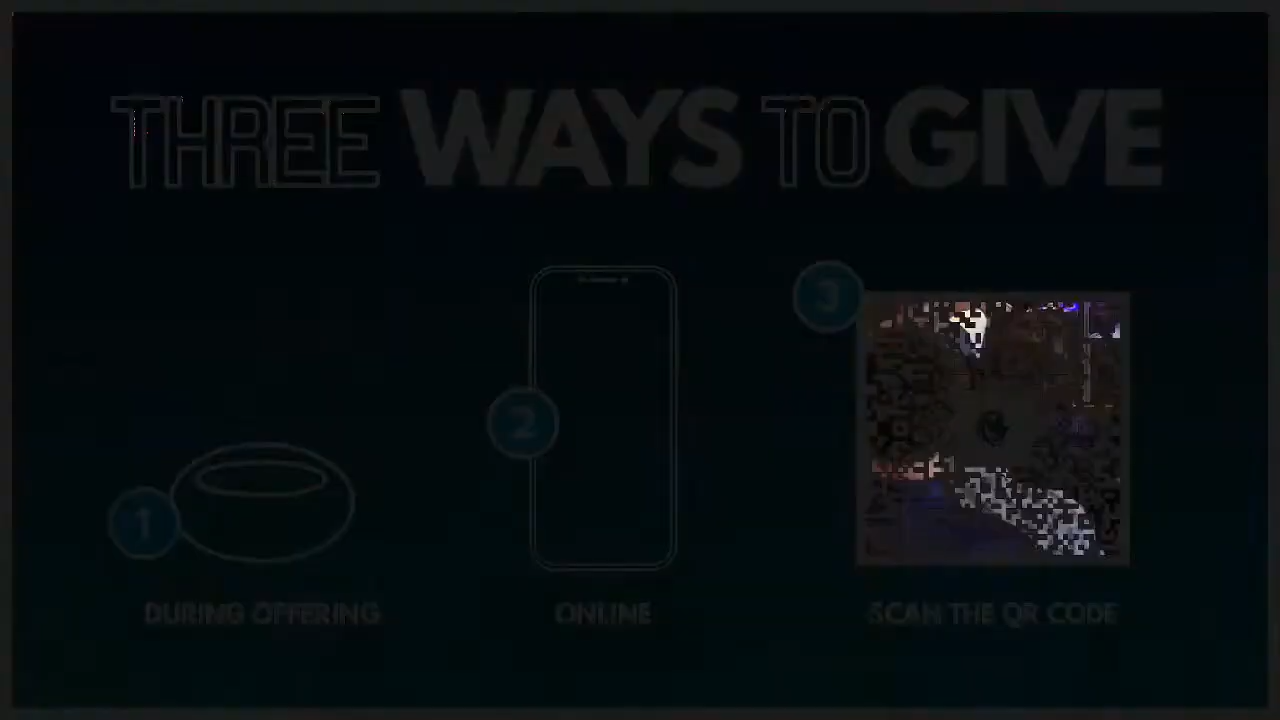 THREE WAYS TO GIVE
3
2
1
DURING OFFERING
ONLINE
SCAN THE QR CODE